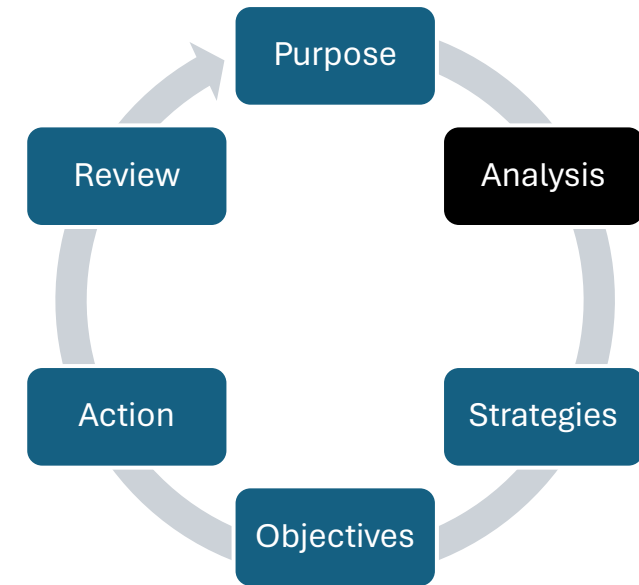 Purpose
Analysis
Strategies
Objectives
Action
Review